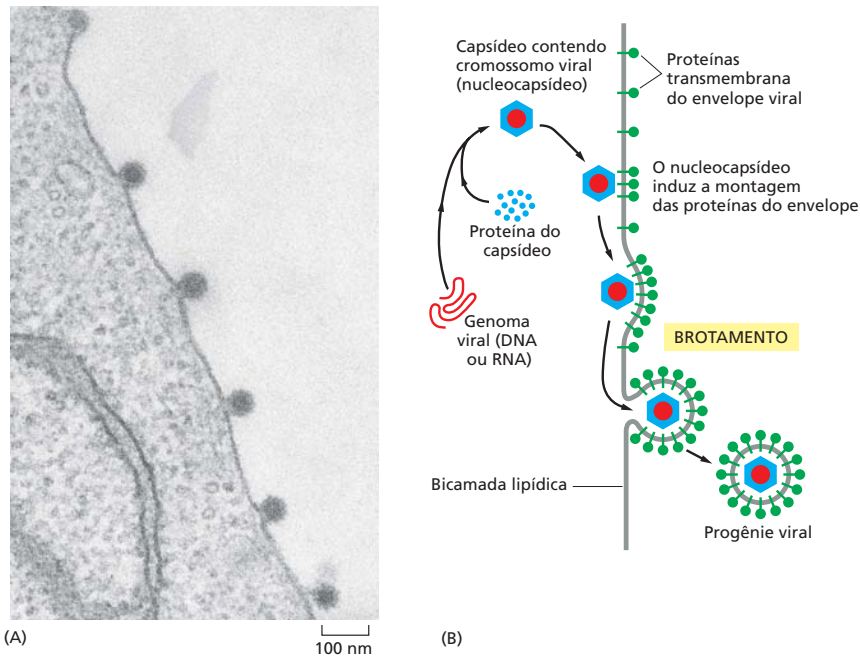 Capsídeo contendo
cromossomo viral
(nucleocapsídeo)
Proteínas
transmembrana
do envelope viral
O nucleocapsídeo
induz a montagem
das proteínas do envelope
Proteína do
capsídeo
Genoma
viral (DNA
ou RNA)
BROTAMENTO
Bicamada lipídica
Progênie viral
(A)
100 nm
(B)